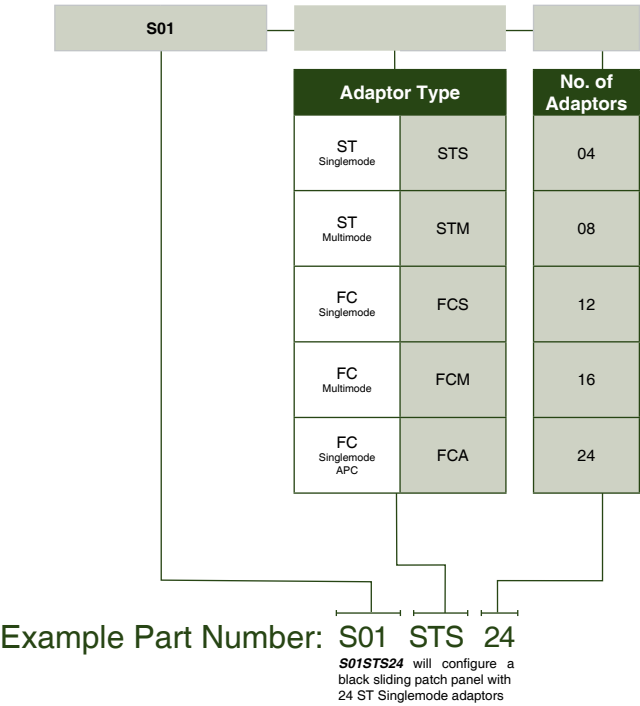 S01
Adaptor Type
No. of
Adaptors
ST
Singlemode
STS
04
ST
Multimode
STM
08
FC
Singlemode
FCS
12
FC
Multimode
FCM
16
FC
Singlemode
APC
FCA
24
Example Part Number: S01 STS 24
S01STS24 will configure a
black sliding patch panel with
24 ST Singlemode adaptors